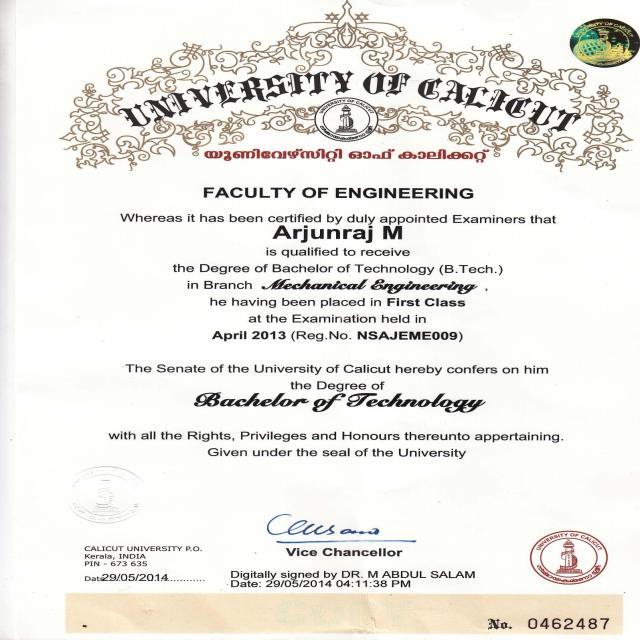 UNIVERSITY OF CALICUT
യൂണിവേഴ്സിറ്റി ഓഫ് കാലിക്കറ്റ്
FACULTY OF ENGINEERING
Whereas it has been certified by duly appointed Examiners that
Arjunraj M
is qualified to receive
the Degree of Bachelor of Technology (B.Tech.)
in Branch Mechanical Engineering ,
he having been placed in First Class
at the Examination held in
April 2013 (Reg.No. NSAJEME009)
The Senate of the University of Calicut hereby confers on him
the Degree of
Bachelor of Technology
with all the Rights, Privileges and Honours thereunto appertaining.
Given under the seal of the University
Vice Chancellor
CALICUT UNIVERSITY P.O.
Kerala, INDIA
PIN - 673 635
Date 29/05/2014
Digitally signed by DR. M ABDUL SALAM
Date: 29/05/2014 04:11:38 PM
UNIVERSITY OF CALICUT
No. 0462487